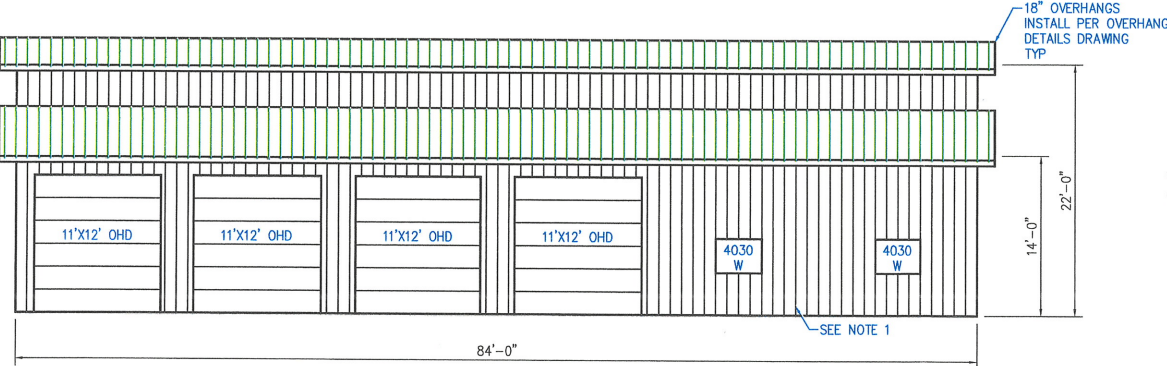 18" OVERHANGS
INSTALL PER OVERHANG
DETAILS DRAWING
TYP
22'-0"
14'-0"
11'X12' OHD
11'X12' OHD
11'X12' OHD
11'X12' OHD
4030
W
4030
W
SEE NOTE 1
84'-0"